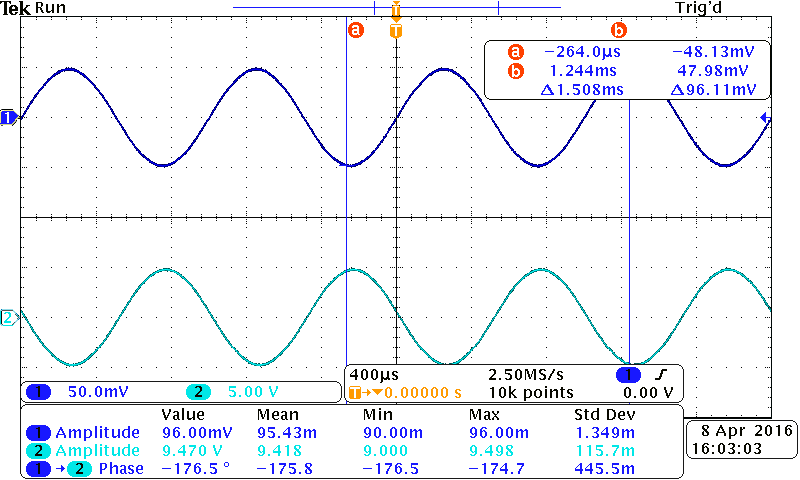 Tek Run Trig'd
T
a b
T
a −264.0µs −48.13mV
b 1.244ms 47.98mV
Δ1.508ms Δ96.11mV
1
2
400µs 2.50MS/s 1
1 50.0mV 2 5.00 V T→▼0.00000 s 10k points 0.00 V
Value Mean Min Max Std Dev
1 Amplitude 96.00mV 95.43m 90.00m 96.00m 1.349m
2 Amplitude 9.470 V 9.418 9.000 9.498 115.7m
1 → 2 Phase −176.5 ° −175.8 −176.5 −174.7 445.5m
8 Apr 2016
16:03:03